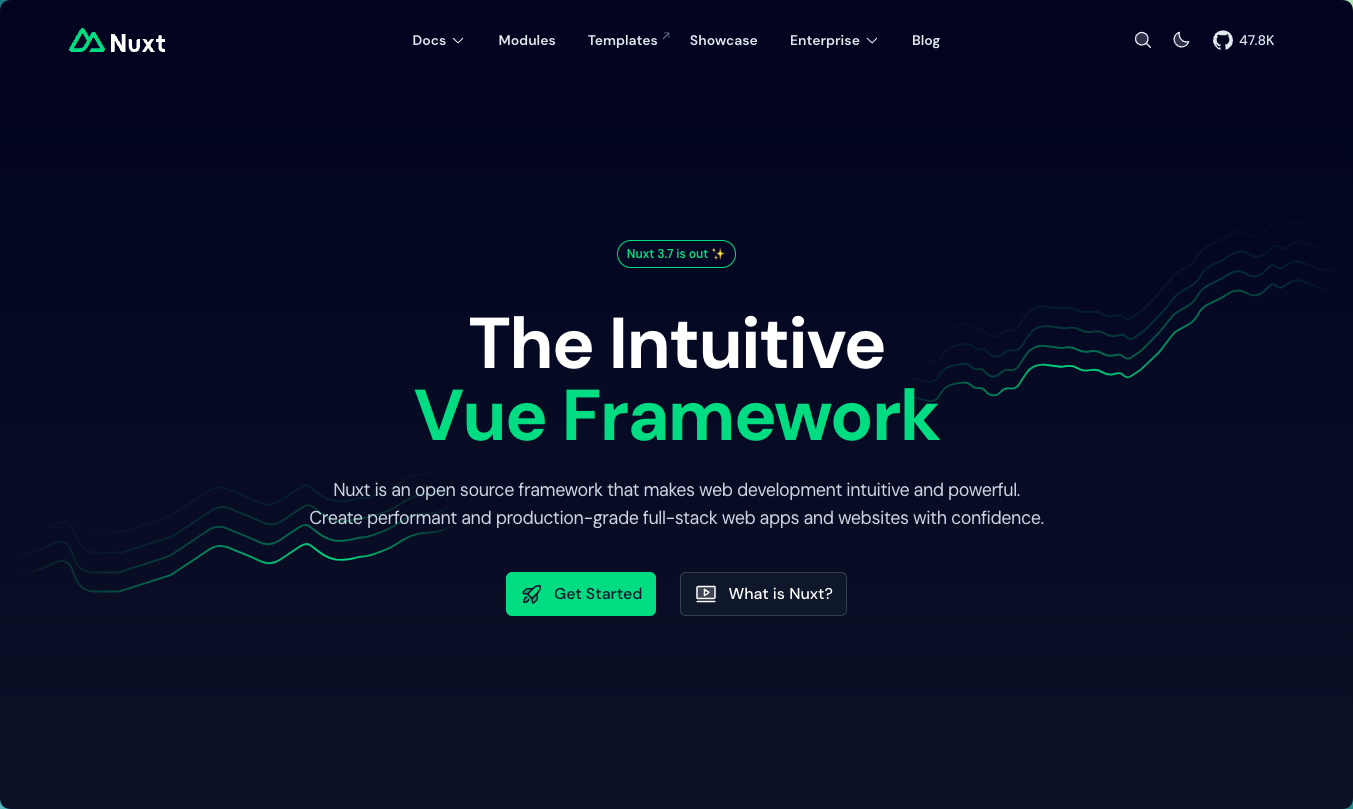 Nuxt
Docs
Modules
Templates
Showcase
Enterprise
Blog
47.8K
Nuxt 3.7 is out ✨
The Intuitive
Vue Framework
Nuxt is an open source framework that makes web development intuitive and powerful.
Create performant and production-grade full-stack web apps and websites with confidence.
Get Started
What is Nuxt?